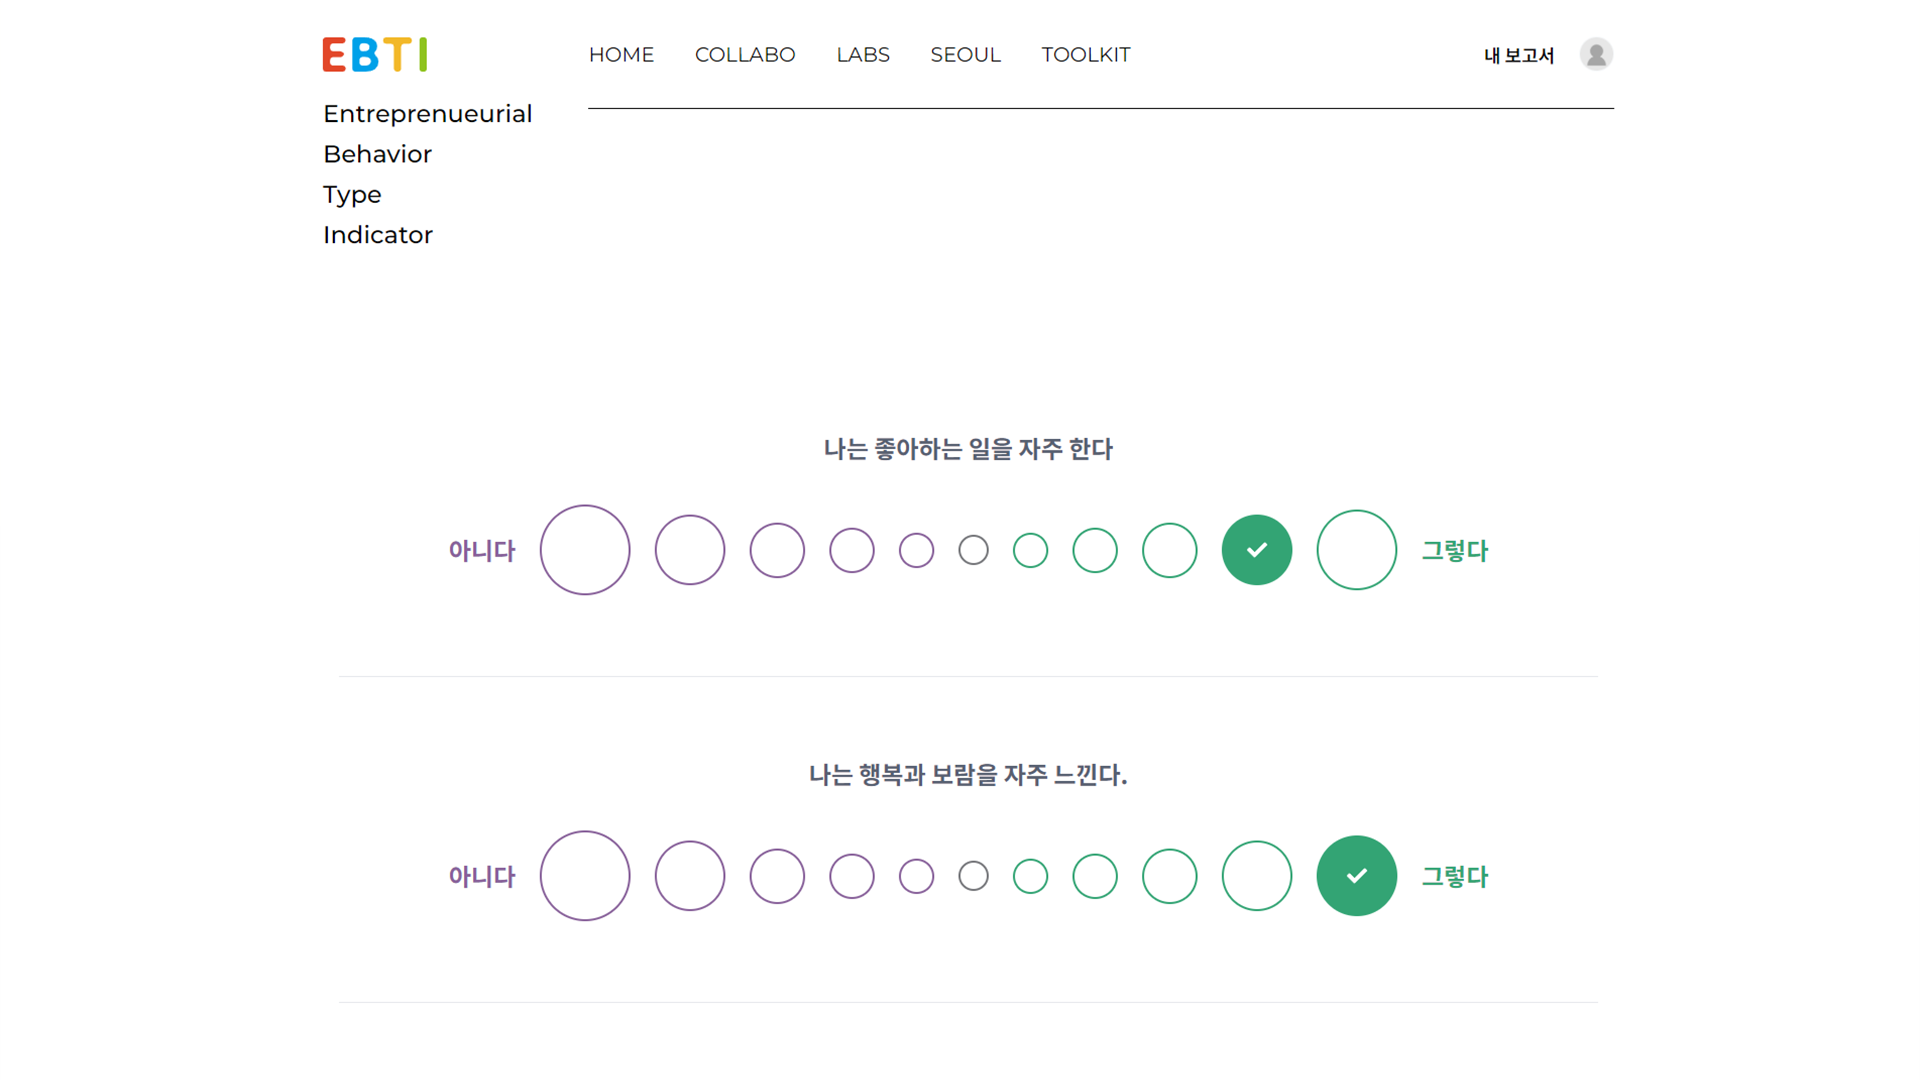 EBTI
HOME COLLABO LABS SEOUL TOOLKIT
내 보고서
Entreprenueurial
Behavior
Type
Indicator
나는 좋아하는 일을 자주 한다
아니다 그렇다
나는 행복과 보람을 자주 느낀다.
아니다 그렇다